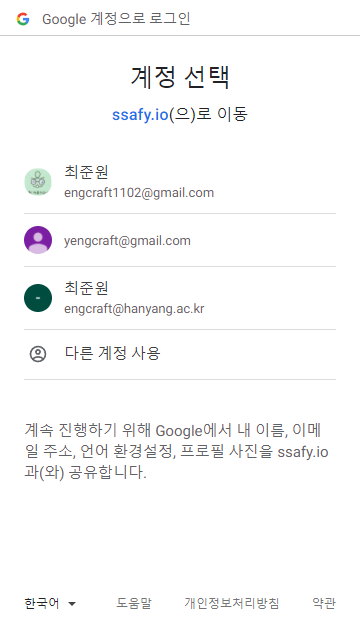 Google 계정으로 로그인
계정 선택
ssafy.io(으)로 이동
최준원
engcraft1102@gmail.com
yengcraft@gmail.com
최준원
engcraft@hanyang.ac.kr
다른 계정 사용
계속 진행하기 위해 Google에서 내 이름, 이메
일 주소, 언어 환경설정, 프로필 사진을 ssafy.io
과(와) 공유합니다.
한국어 도움말 개인정보처리방침 약관